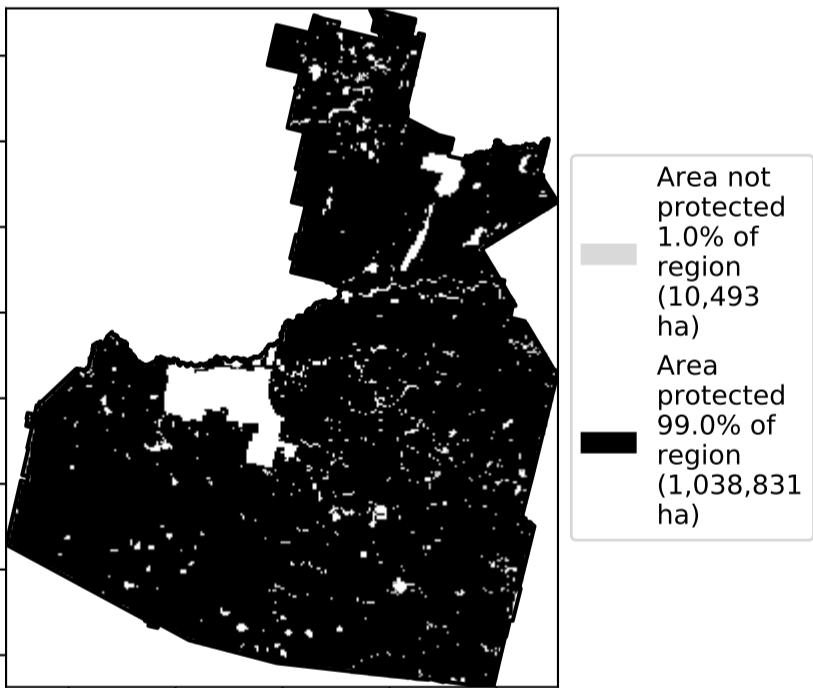 Area not
protected
1.0% of
region
(10,493
ha)
Area
protected
99.0% of
region
(1,038,831
ha)